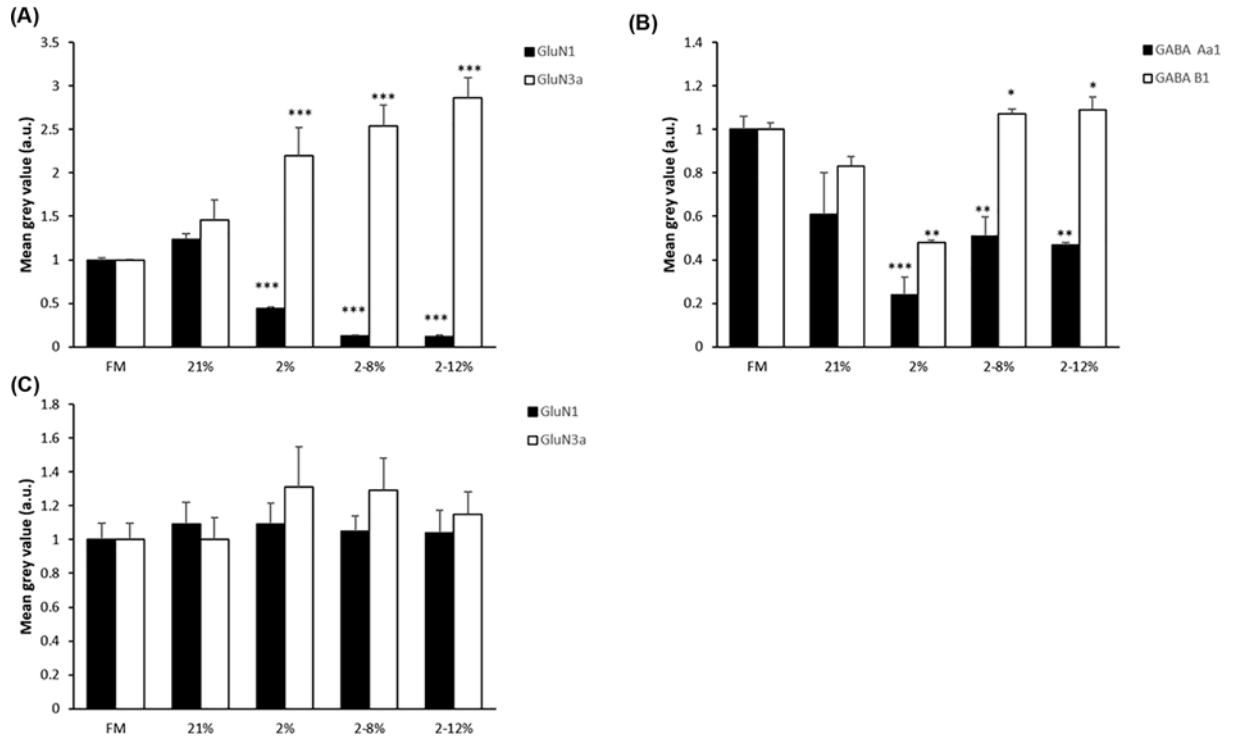 (A)
Mean grey value (a.u.)
3.5
3
2.5
2
1.5
1
0.5
0
***
***
***
***
***
***
FM 21% 2% 2-8% 2-12%
GluN1
GluN3a
(B)
Mean grey value (a.u.)
1.4
1.2
1
0.8
0.6
0.4
0.2
0
*
*
**
**
**
***
FM 21% 2% 2-8% 2-12%
GABA Aa1
GABA B1
(C)
Mean grey value (a.u.)
1.8
1.6
1.4
1.2
1
0.8
0.6
0.4
0.2
0
FM 21% 2% 2-8% 2-12%
GluN1
GluN3a